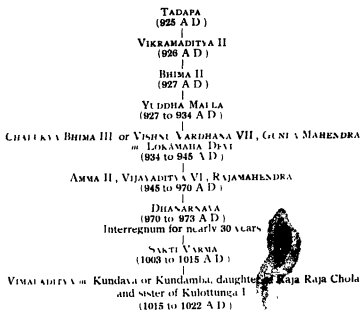 TADAPA
(925 A D)
VIKRAMADITYA II
(926 A D)
BHIMA II
(927 A D)
YUDDHA MALLA
(927 to 934 A D)
CHALUKYA BHIMA III or VISHNU VARDHANA VII, GUNDA MAHENDRA
m LOKAMAHA DEVI
(934 to 945 A D)
AMMA II, VIJAYADITYA VI, RAJAMAHENDRA
(945 to 970 A D)
DHANARNAVA
(970 to 973 A D)
Interregnum for nearly 30 years
SAKTI VARMA
(1003 to 1015 A D)
VIMALADITYA m Kundava or Kundamba, daughter of Raja Raja Chola
and sister of Kulottunga I
(1015 to 1022 A D)